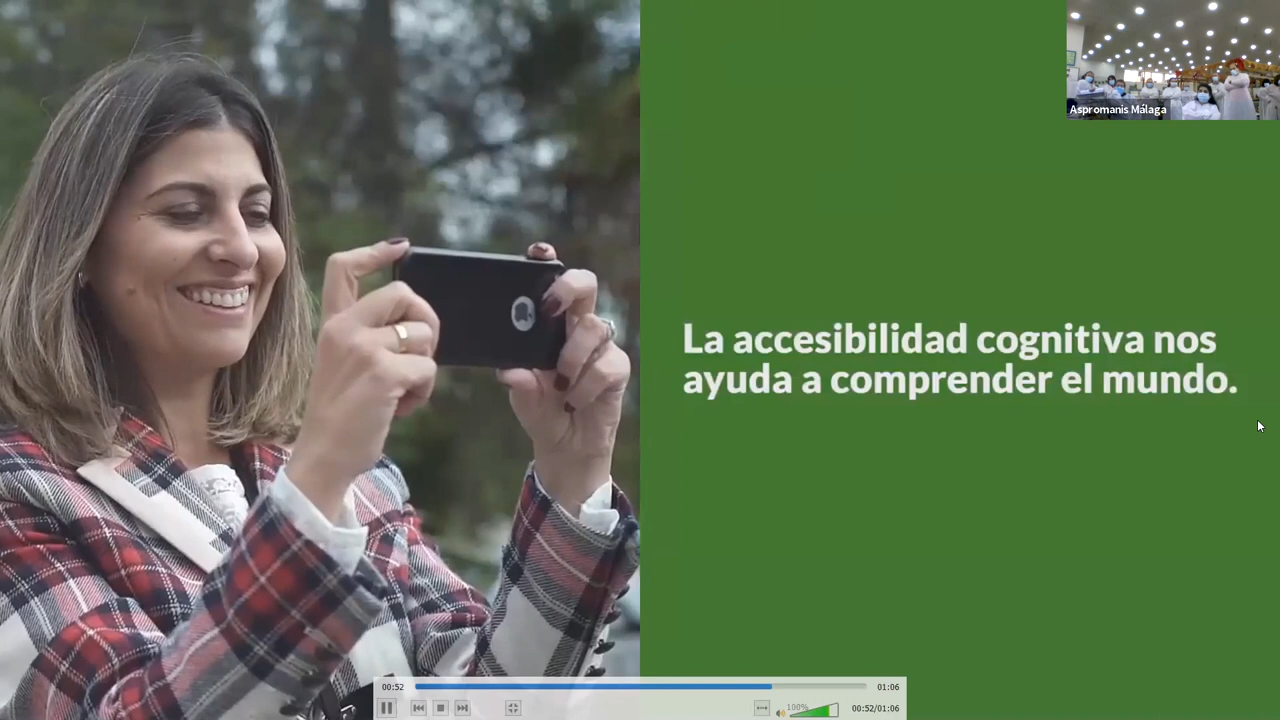 Aspromanis Málaga
La accesibilidad cognitiva nos
ayuda a comprender el mundo.
00:52
01:06
100%
00:52/01:06